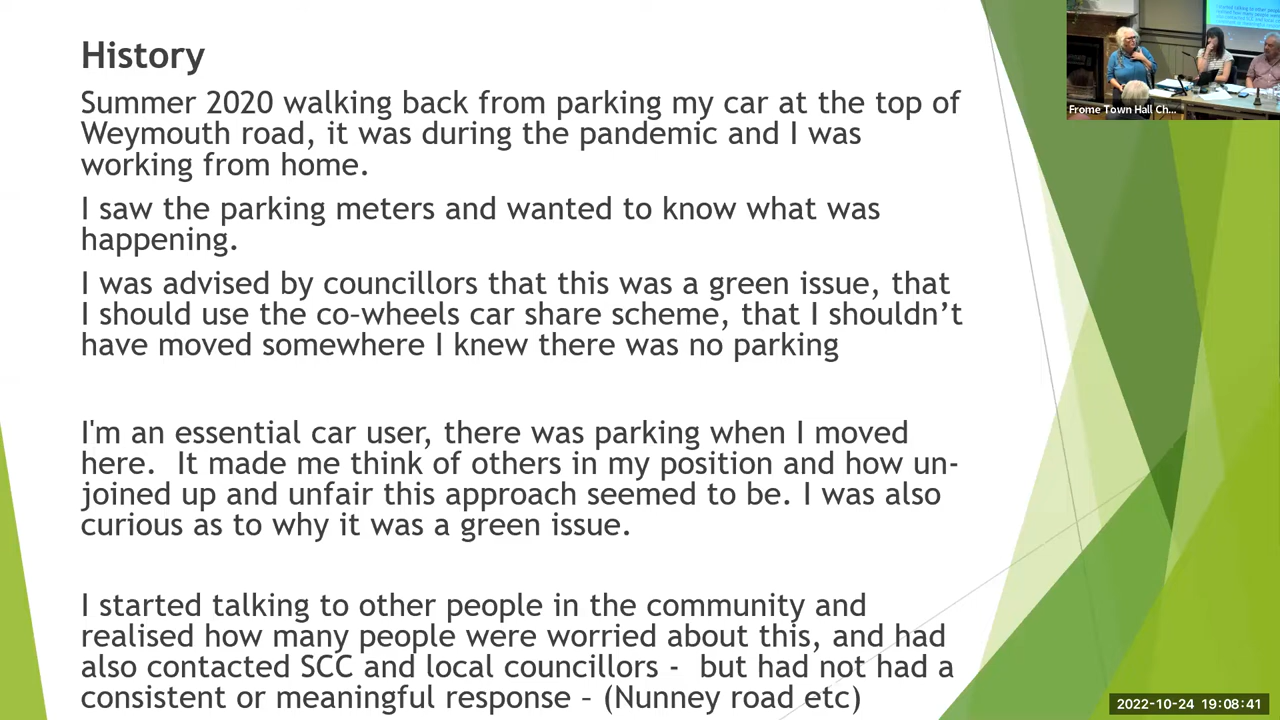 History
Summer 2020 walking back from parking my car at the top of
Weymouth road, it was during the pandemic and I was
working from home.
I saw the parking meters and wanted to know what was
happening.
I was advised by councillors that this was a green issue, that
I should use the co-wheels car share scheme, that I shouldn’t
have moved somewhere I knew there was no parking
I'm an essential car user, there was parking when I moved
here.  It made me think of others in my position and how un-
joined up and unfair this approach seemed to be. I was also
curious as to why it was a green issue.
I started talking to other people in the community and
realised how many people were worried about this, and had
also contacted SCC and local councillors -  but had not had a
consistent or meaningful response – (Nunney road etc)
Frome Town Hall Ch...
2022-10-24 19:08:41